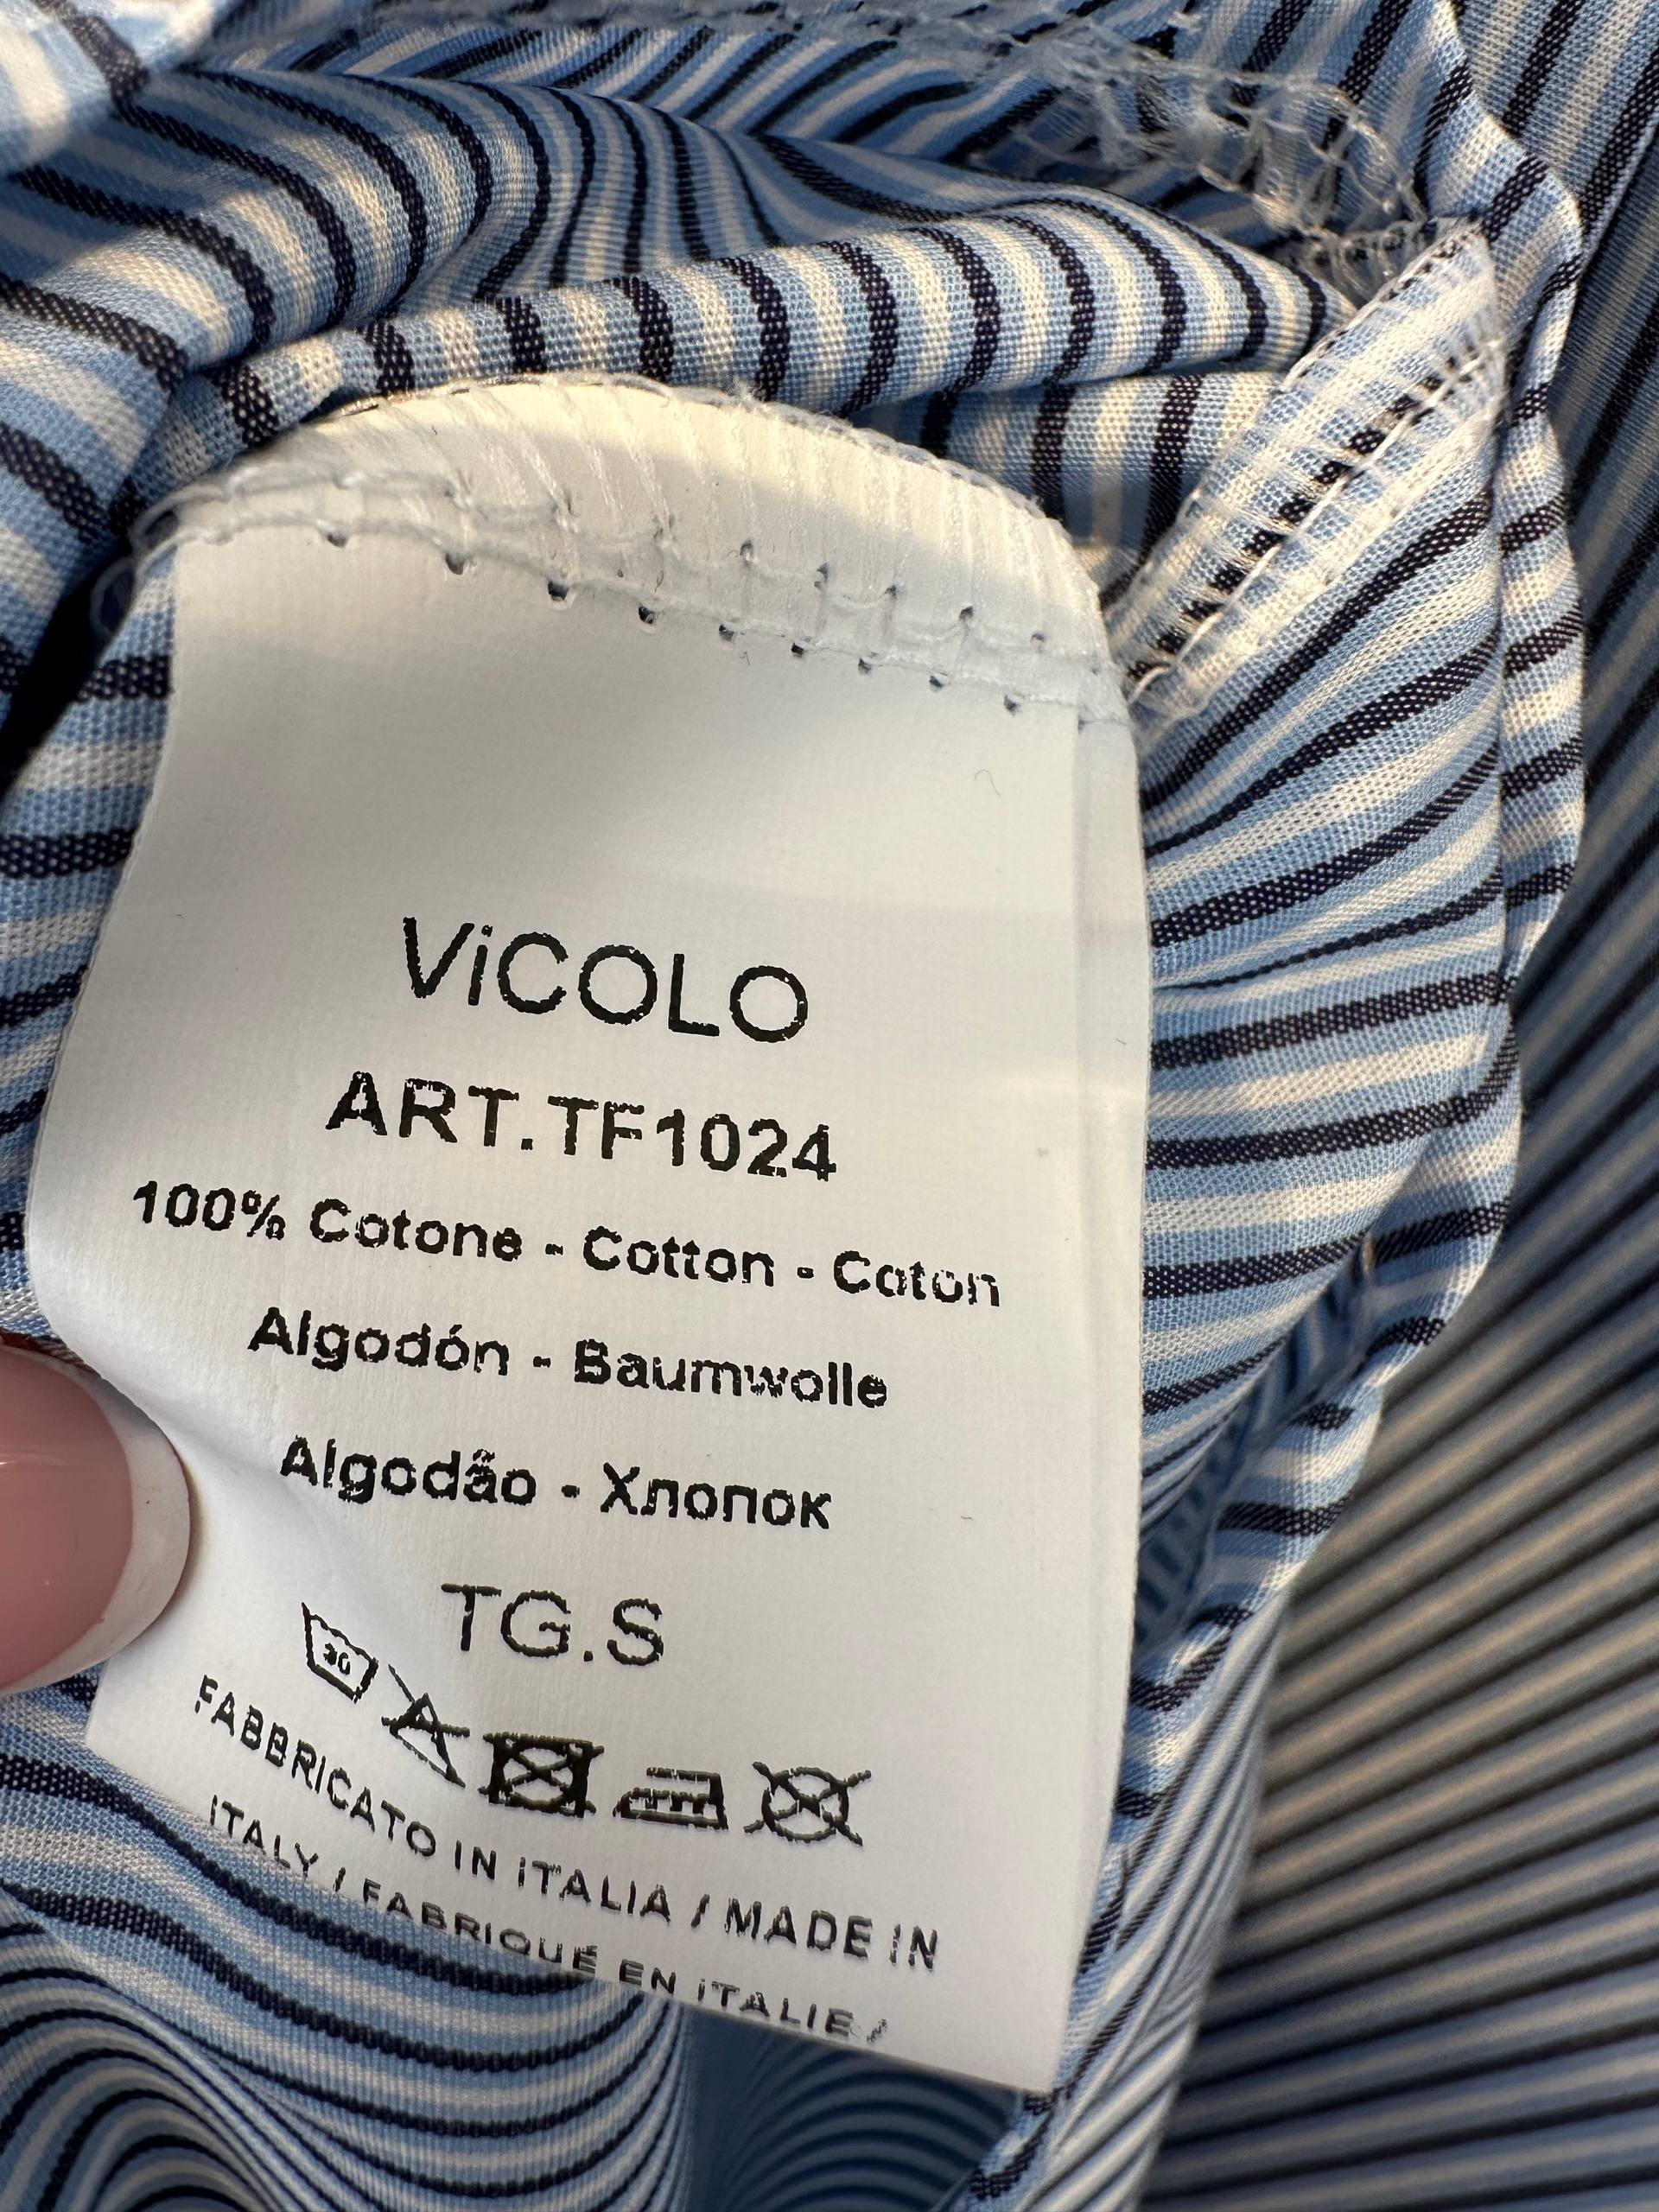 ViCOLO
ART.TF1024
100% Cotone - Cotton - Coton
Algodón - Baumwolle
Algodão - Хлопок
TG.S
30
FABBRICATO IN ITALIA / MADE IN
ITALY / FABRIQUÉ EN ITALIE /